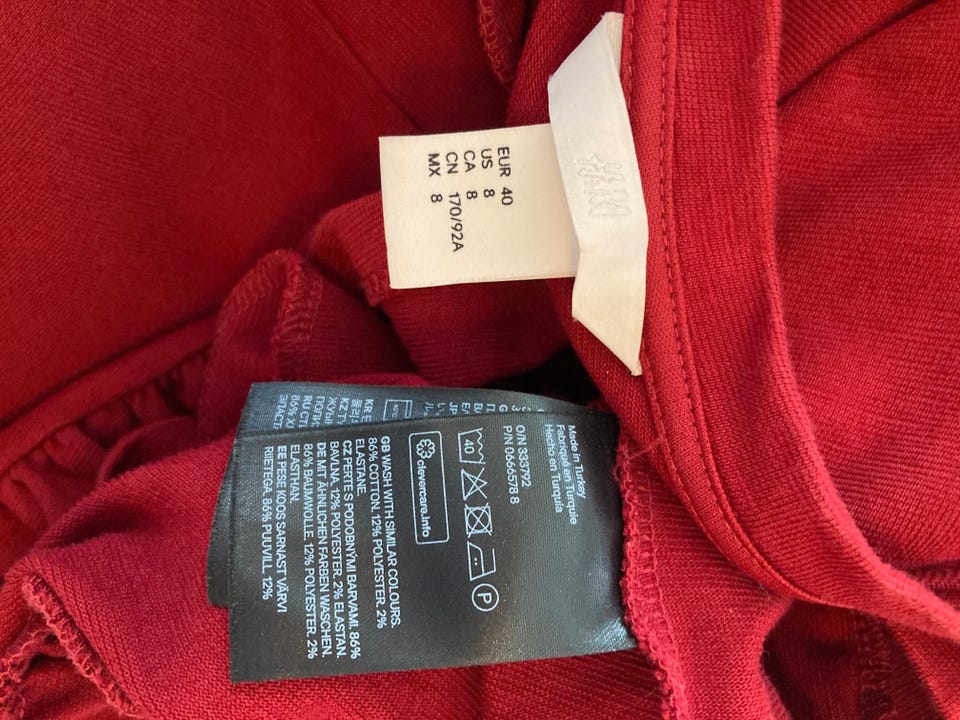 H&M
EUR 40
US 8
CA 8
CN 170/92A
MX 8
Made in Turkey
Fabriqué en Turquie
Hecho en Turquía
O/N 333792
P/N 0666578 8
40
P
clevercare.info
GB WASH WITH SIMILAR COLOURS.
86% COTTON. 12% POLYESTER. 2%
ELASTANE.
CZ PERTE S PODOBNÝMI BARVAMI. 86%
BAVLNA. 12% POLYESTER. 2% ELASTAN.
DE MIT ÄHNLICHEN FARBEN WASCHEN.
86% BAUMWOLLE. 12% POLYESTER. 2%
ELASTHAN.
EE PESE KOOS SARNAST VÄRVI
RIIETEGA. 86% PUUVILL. 12%